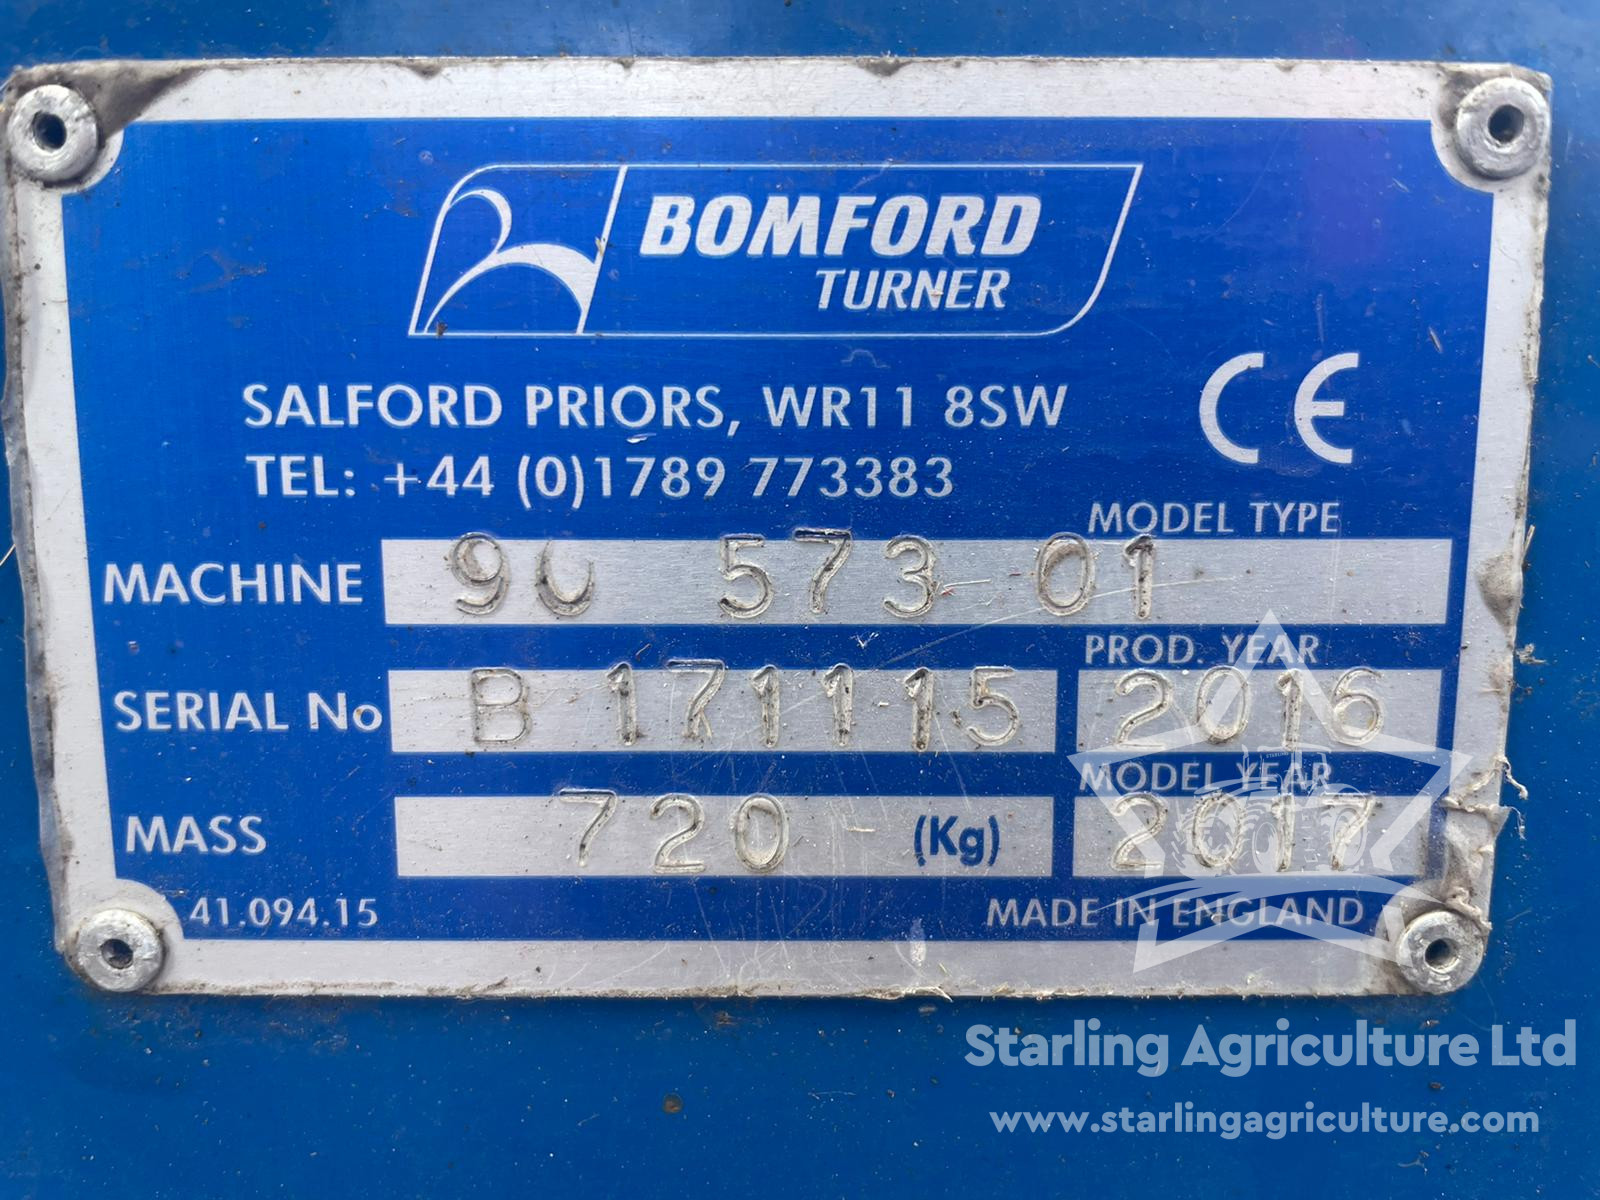 BOMFORD
TURNER
SALFORD PRIORS, WR11 8SW
CE
TEL: +44 (0)1789 773383
MODEL TYPE
MACHINE 90 573 01
PROD. YEAR
SERIAL No B 171115 2016
MODEL YEAR
MASS 720 (Kg) 2017
41.094.15 MADE IN ENGLAND
Starling Agriculture Ltd
www.starlingagriculture.com